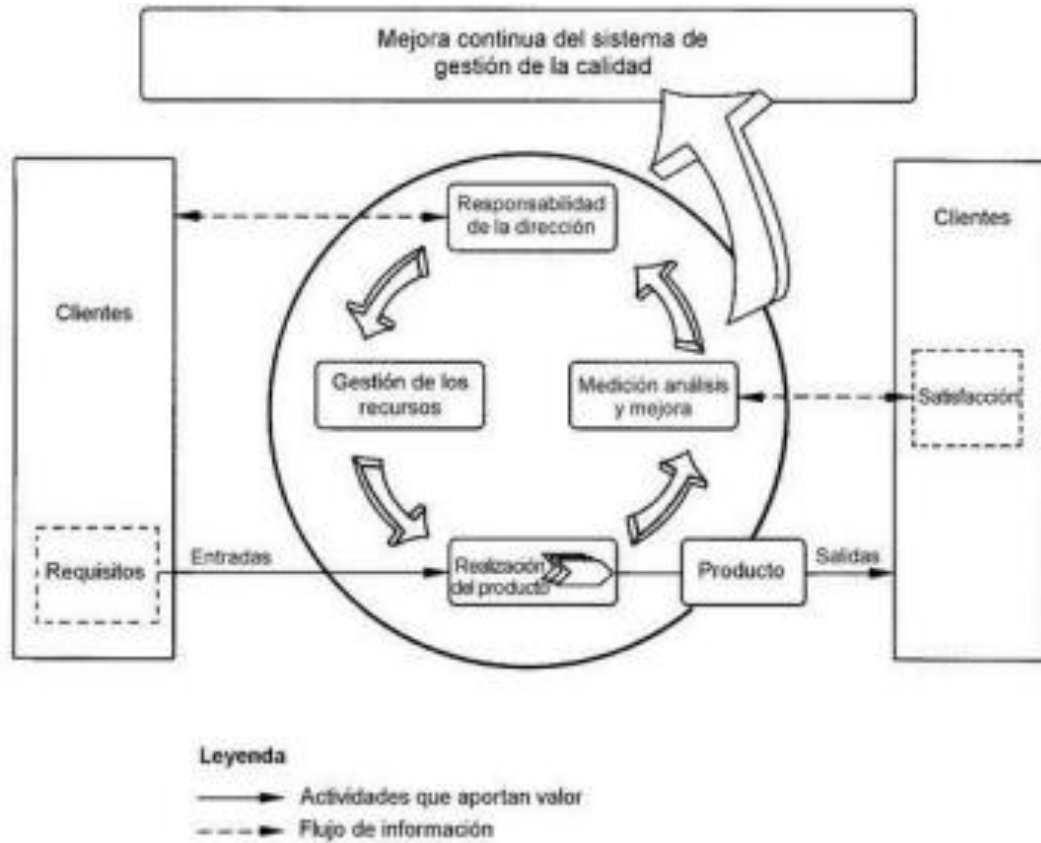 Mejora continua del sistema de
gestión de la calidad
Responsabilidad
de la dirección
Clientes
Clientes
Gestión de los
recursos
Medición análisis
y mejora
Satisfacción
Requisitos
Entradas
Realización
del producto
Producto
Salidas
Leyenda
Actividades que aportan valor
Flujo de información